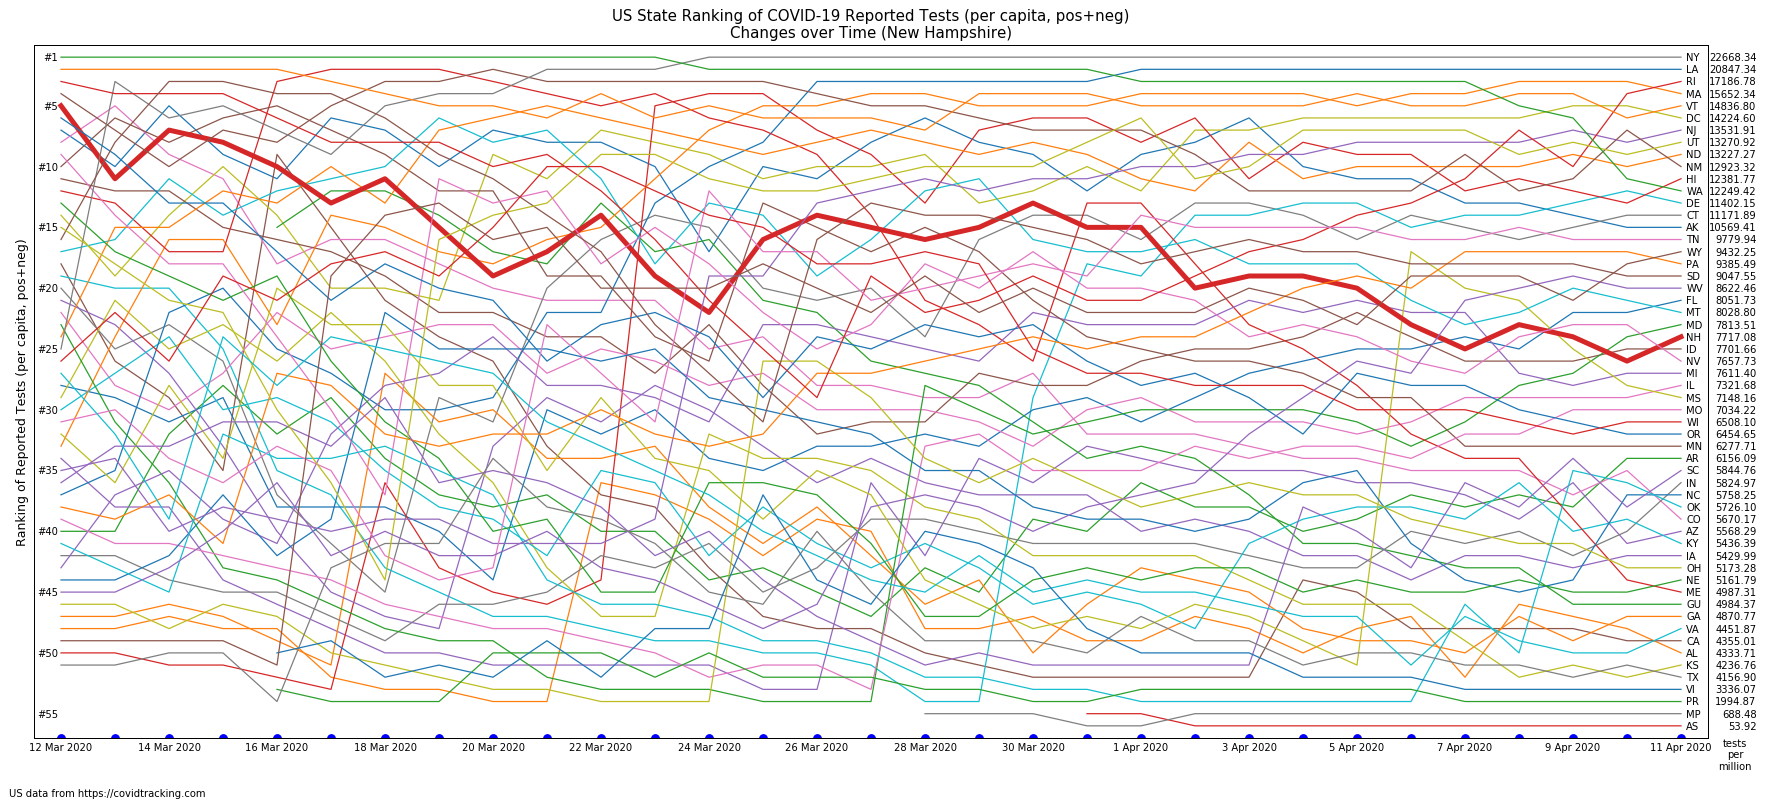 US State Ranking of COVID-19 Reported Tests (per capita, pos+neg)
Changes over Time (New Hampshire)
Ranking of Reported Tests (per capita, pos+neg)
#1
#5
#10
#15
#20
#25
#30
#35
#40
#45
#50
#55
NY 22668.34
LA 20847.34
RI 17186.78
MA 15652.34
VT 14836.80
DC 14224.60
NJ 13531.91
UT 13270.92
ND 13227.27
NM 12923.32
HI 12381.77
WA 12249.42
DE 11402.15
CT 11171.89
AK 10569.41
TN 9779.94
WY 9432.25
PA 9385.49
SD 9047.55
WV 8622.46
FL 8051.73
MT 8028.80
MD 7813.51
NH 7717.08
ID 7701.66
NV 7657.73
MI 7611.40
IL 7321.68
MS 7148.16
MO 7034.22
WI 6508.10
OR 6454.65
MN 6277.71
AR 6156.09
SC 5844.76
IN 5824.97
NC 5758.25
OK 5726.10
CO 5670.17
AZ 5568.29
KY 5436.39
IA 5429.99
OH 5173.28
NE 5161.79
ME 4987.31
GU 4984.37
GA 4870.77
VA 4451.87
CA 4355.01
AL 4333.71
KS 4236.76
TX 4156.90
VI 3336.07
PR 1994.87
MP 688.48
AS 53.92
12 Mar 2020 14 Mar 2020 16 Mar 2020 18 Mar 2020 20 Mar 2020 22 Mar 2020 24 Mar 2020 26 Mar 2020 28 Mar 2020 30 Mar 2020 1 Apr 2020 3 Apr 2020 5 Apr 2020 7 Apr 2020 9 Apr 2020 11 Apr 2020
tests
per
million
US data from https://covidtracking.com